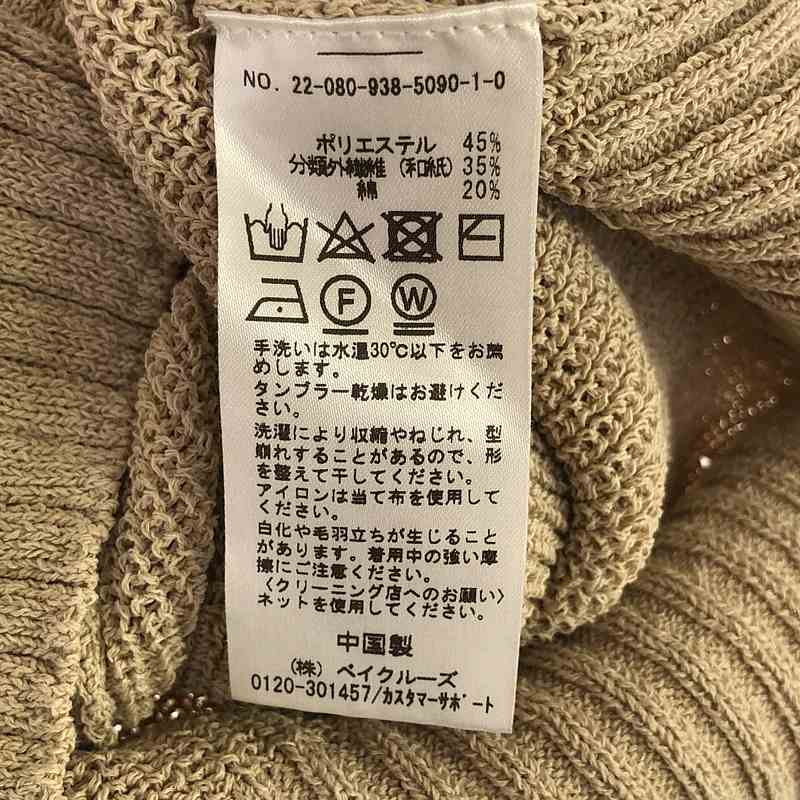 NO. 22-080-938-5090-1-0
ポリエステル 45%
分類外繊維 (和紙) 35%
綿 20%
F W
手洗いは水温30℃以下をお薦
めします。
タンブラー乾燥はお避けくだ
さい。
洗濯により収縮やねじれ、型
崩れすることがあるので、形
を整えて干してください。
アイロンは当て布を使用して
ください。
白化や毛羽立ちが生じること
があります。着用中の強い摩
擦にご注意ください。
〈クリーニング店へのお願い〉
ネットを使用してください。
中国製
(株) ベイクルーズ
0120-301457/カスタマーサポート